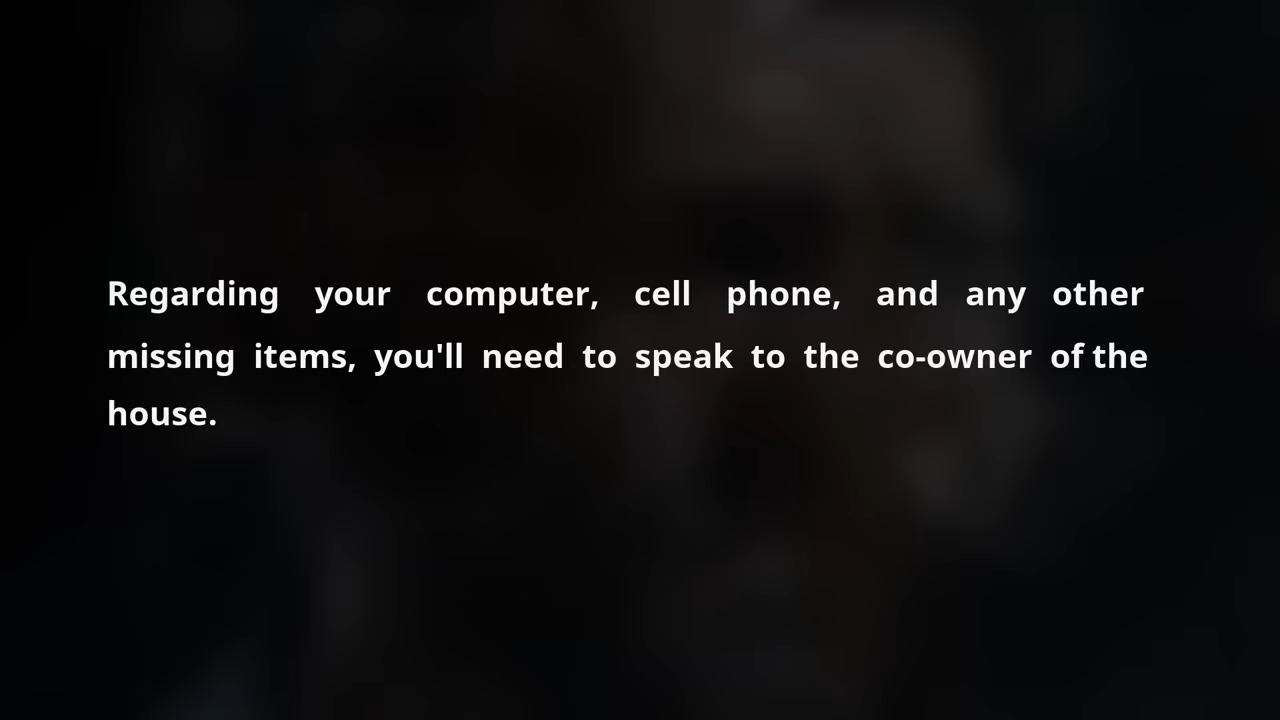 Regarding your computer, cell phone, and any other
missing items, you'll need to speak to the co-owner of the
house.